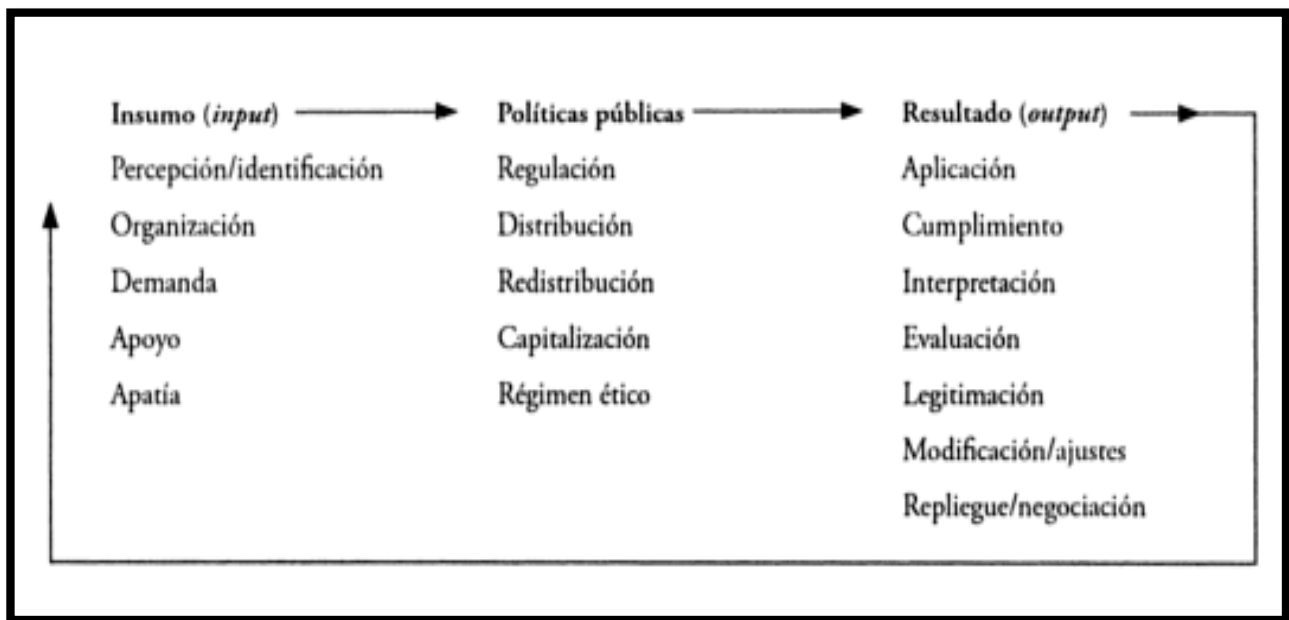 Insumo (input)
Políticas públicas
Resultado (output)
Percepción/identificación
Regulación
Aplicación
Organización
Distribución
Cumplimiento
Demanda
Redistribución
Interpretación
Apoyo
Capitalización
Evaluación
Apatía
Régimen ético
Legitimación
Modificación/ajustes
Repliegue/negociación